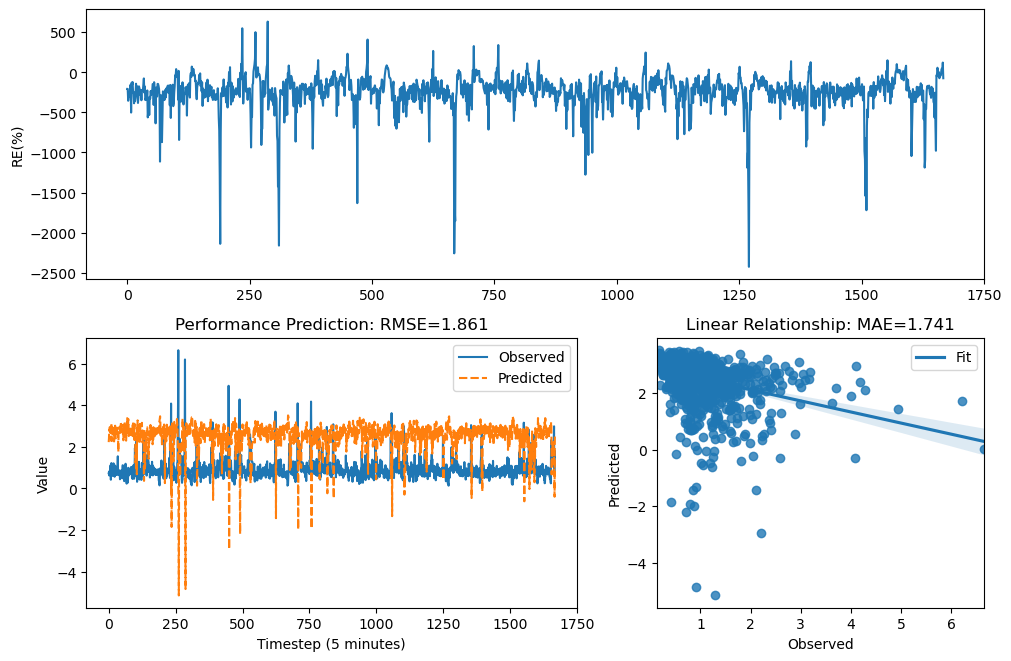 RE(%)
500
0
−500
−1000
−1500
−2000
−2500
0 250 500 750 1000 1250 1500 1750
Performance Prediction: RMSE=1.861
Value
6
4
2
0
−2
−4
Observed
Predicted
0 250 500 750 1000 1250 1500 1750
Timestep (5 minutes)
Linear Relationship: MAE=1.741
Predicted
2
0
−2
−4
Fit
1 2 3 4 5 6
Observed